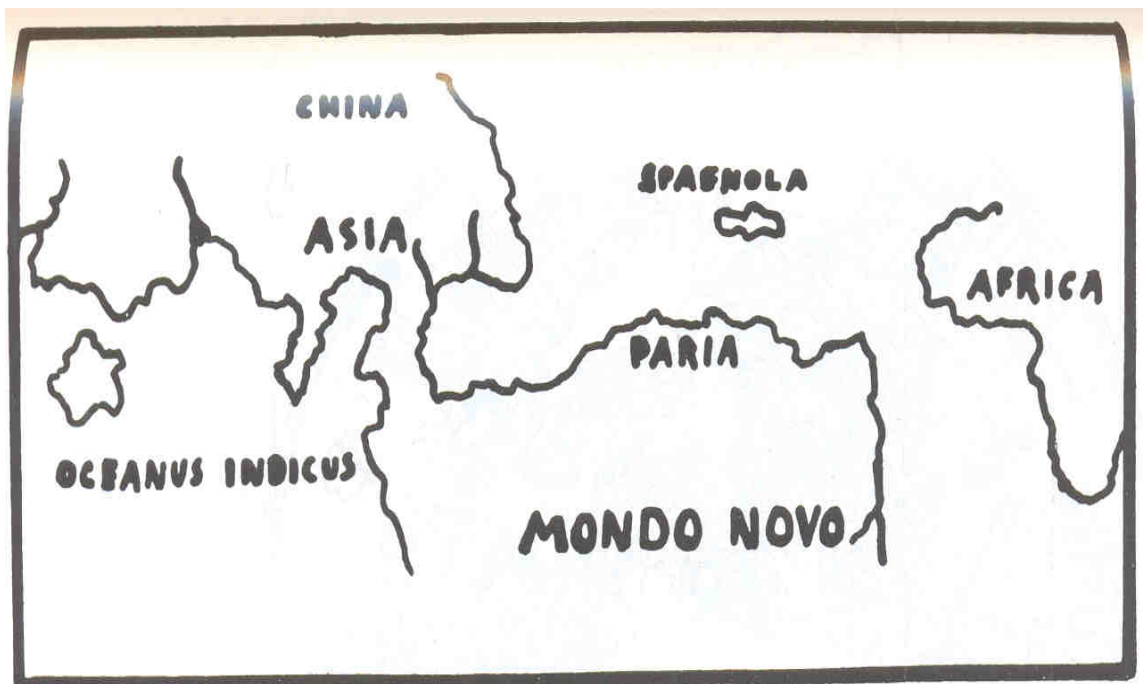 CHINA
SPAGNOLA
ASIA
AFRICA
PARIA
OCEANUS INDICUS
MONDO NOVO